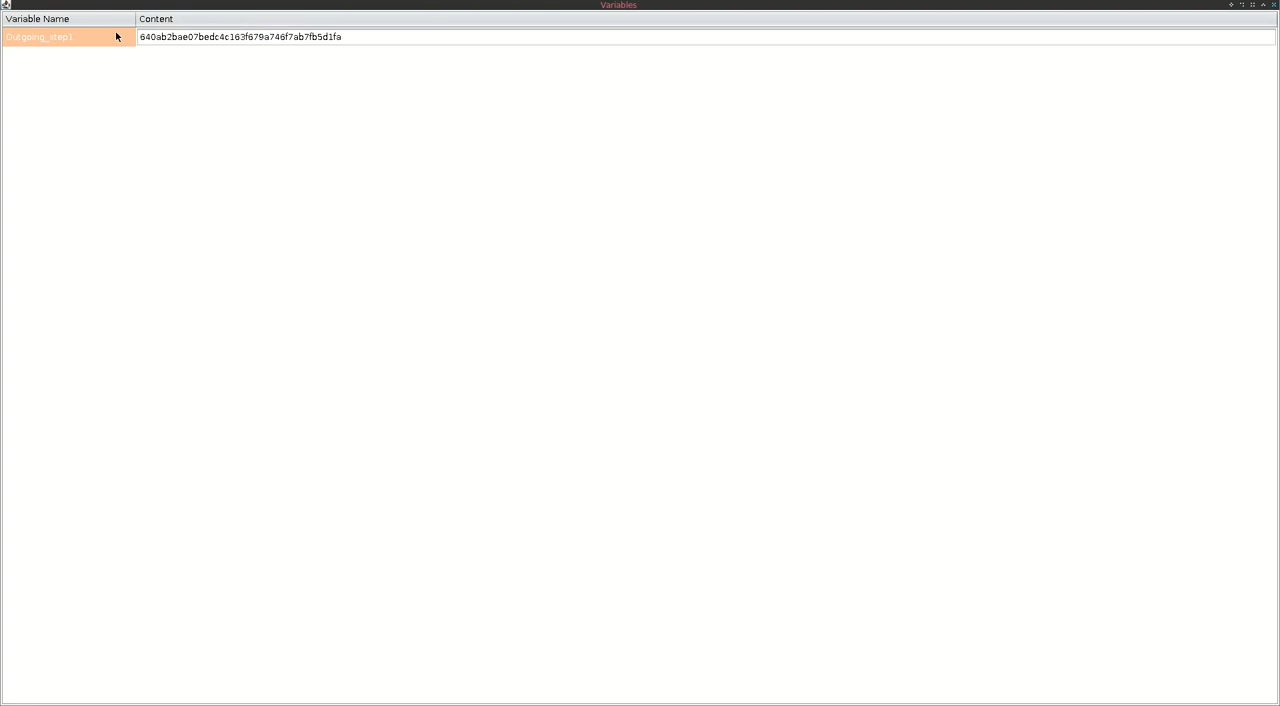 Variables
Variable Name Content
Outgoing_step1 640ab2bae07bedc4c163f679a746f7ab7fb5d1fa